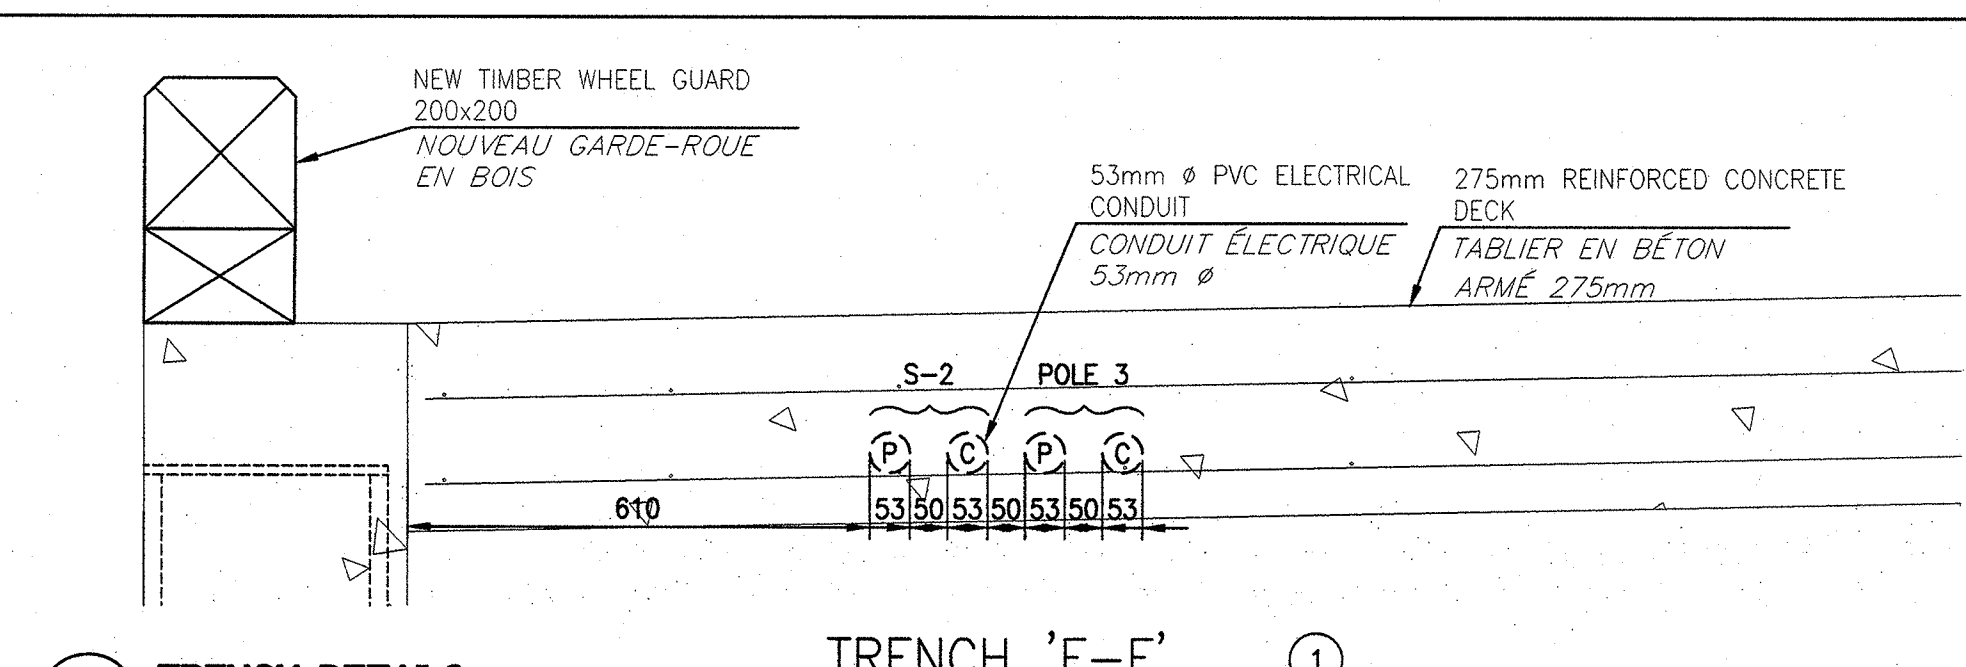 NEW TIMBER WHEEL GUARD
200x200
NOUVEAU GARDE-ROUE
EN BOIS
53mm ø PVC ELECTRICAL
CONDUIT
CONDUIT ÉLECTRIQUE
53mm ø
275mm REINFORCED CONCRETE
DECK
TABLIER EN BÉTON
ARMÉ 275mm
S-2 POLE 3
P C P C
610 53 50 53 50 53 50 53
TRENCH
1